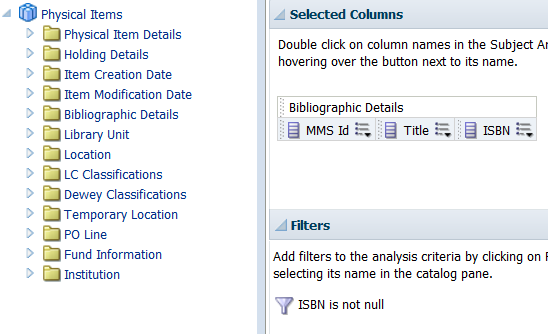 Physical Items
Physical Item Details
Holding Details
Item Creation Date
Item Modification Date
Bibliographic Details
Library Unit
Location
LC Classifications
Dewey Classifications
Temporary Location
PO Line
Fund Information
Institution
Selected Columns
Double click on column names in the Subject
hovering over the button next to its name.
Bibliographic Details
MMS Id Title ISBN
Filters
Add filters to the analysis criteria by clicking on
selecting its name in the catalog pane.
ISBN is not null